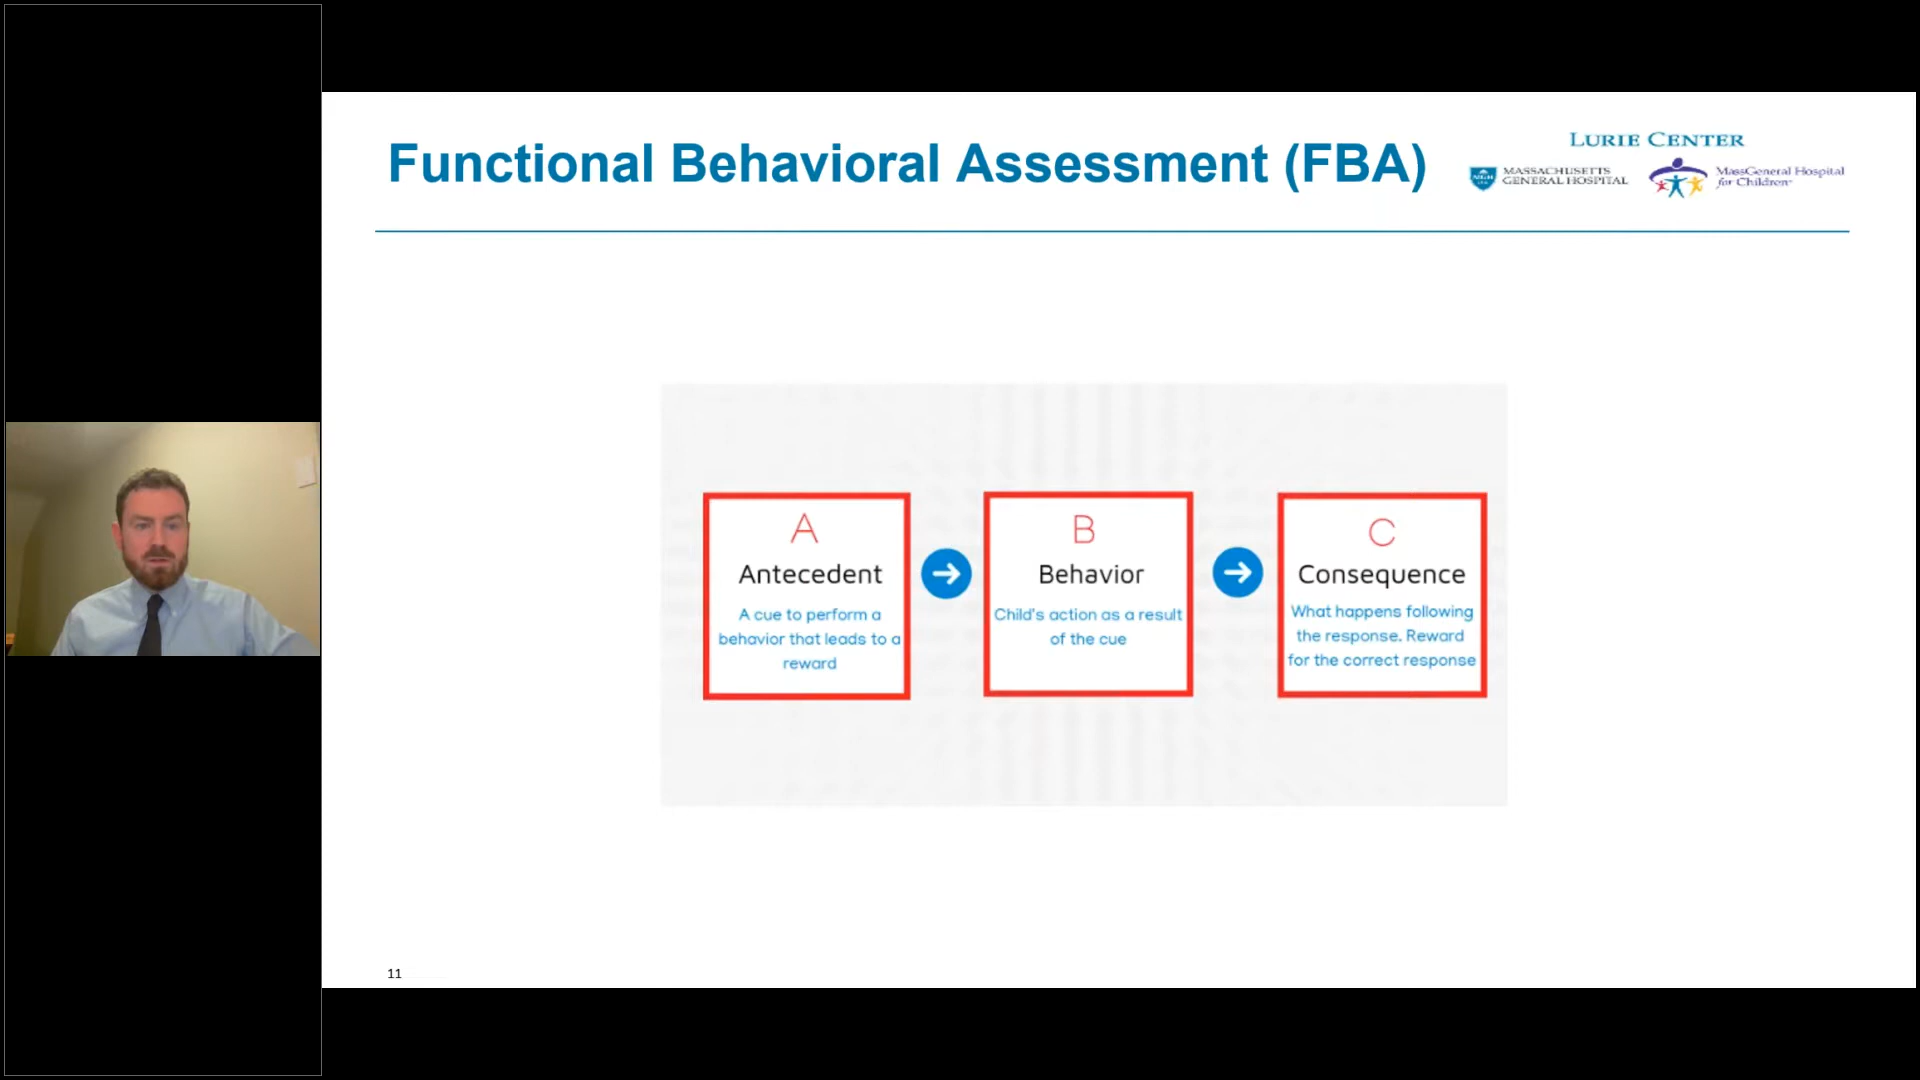 Functional Behavioral Assessment (FBA)
LURIE CENTER
MASSACHUSETTS
GENERAL HOSPITAL
MassGeneral Hospital
for Children
A
Antecedent
A cue to perform a
behavior that leads to a
reward
B
Behavior
Child's action as a result
of the cue
C
Consequence
What happens following
the response. Reward
for the correct response
11